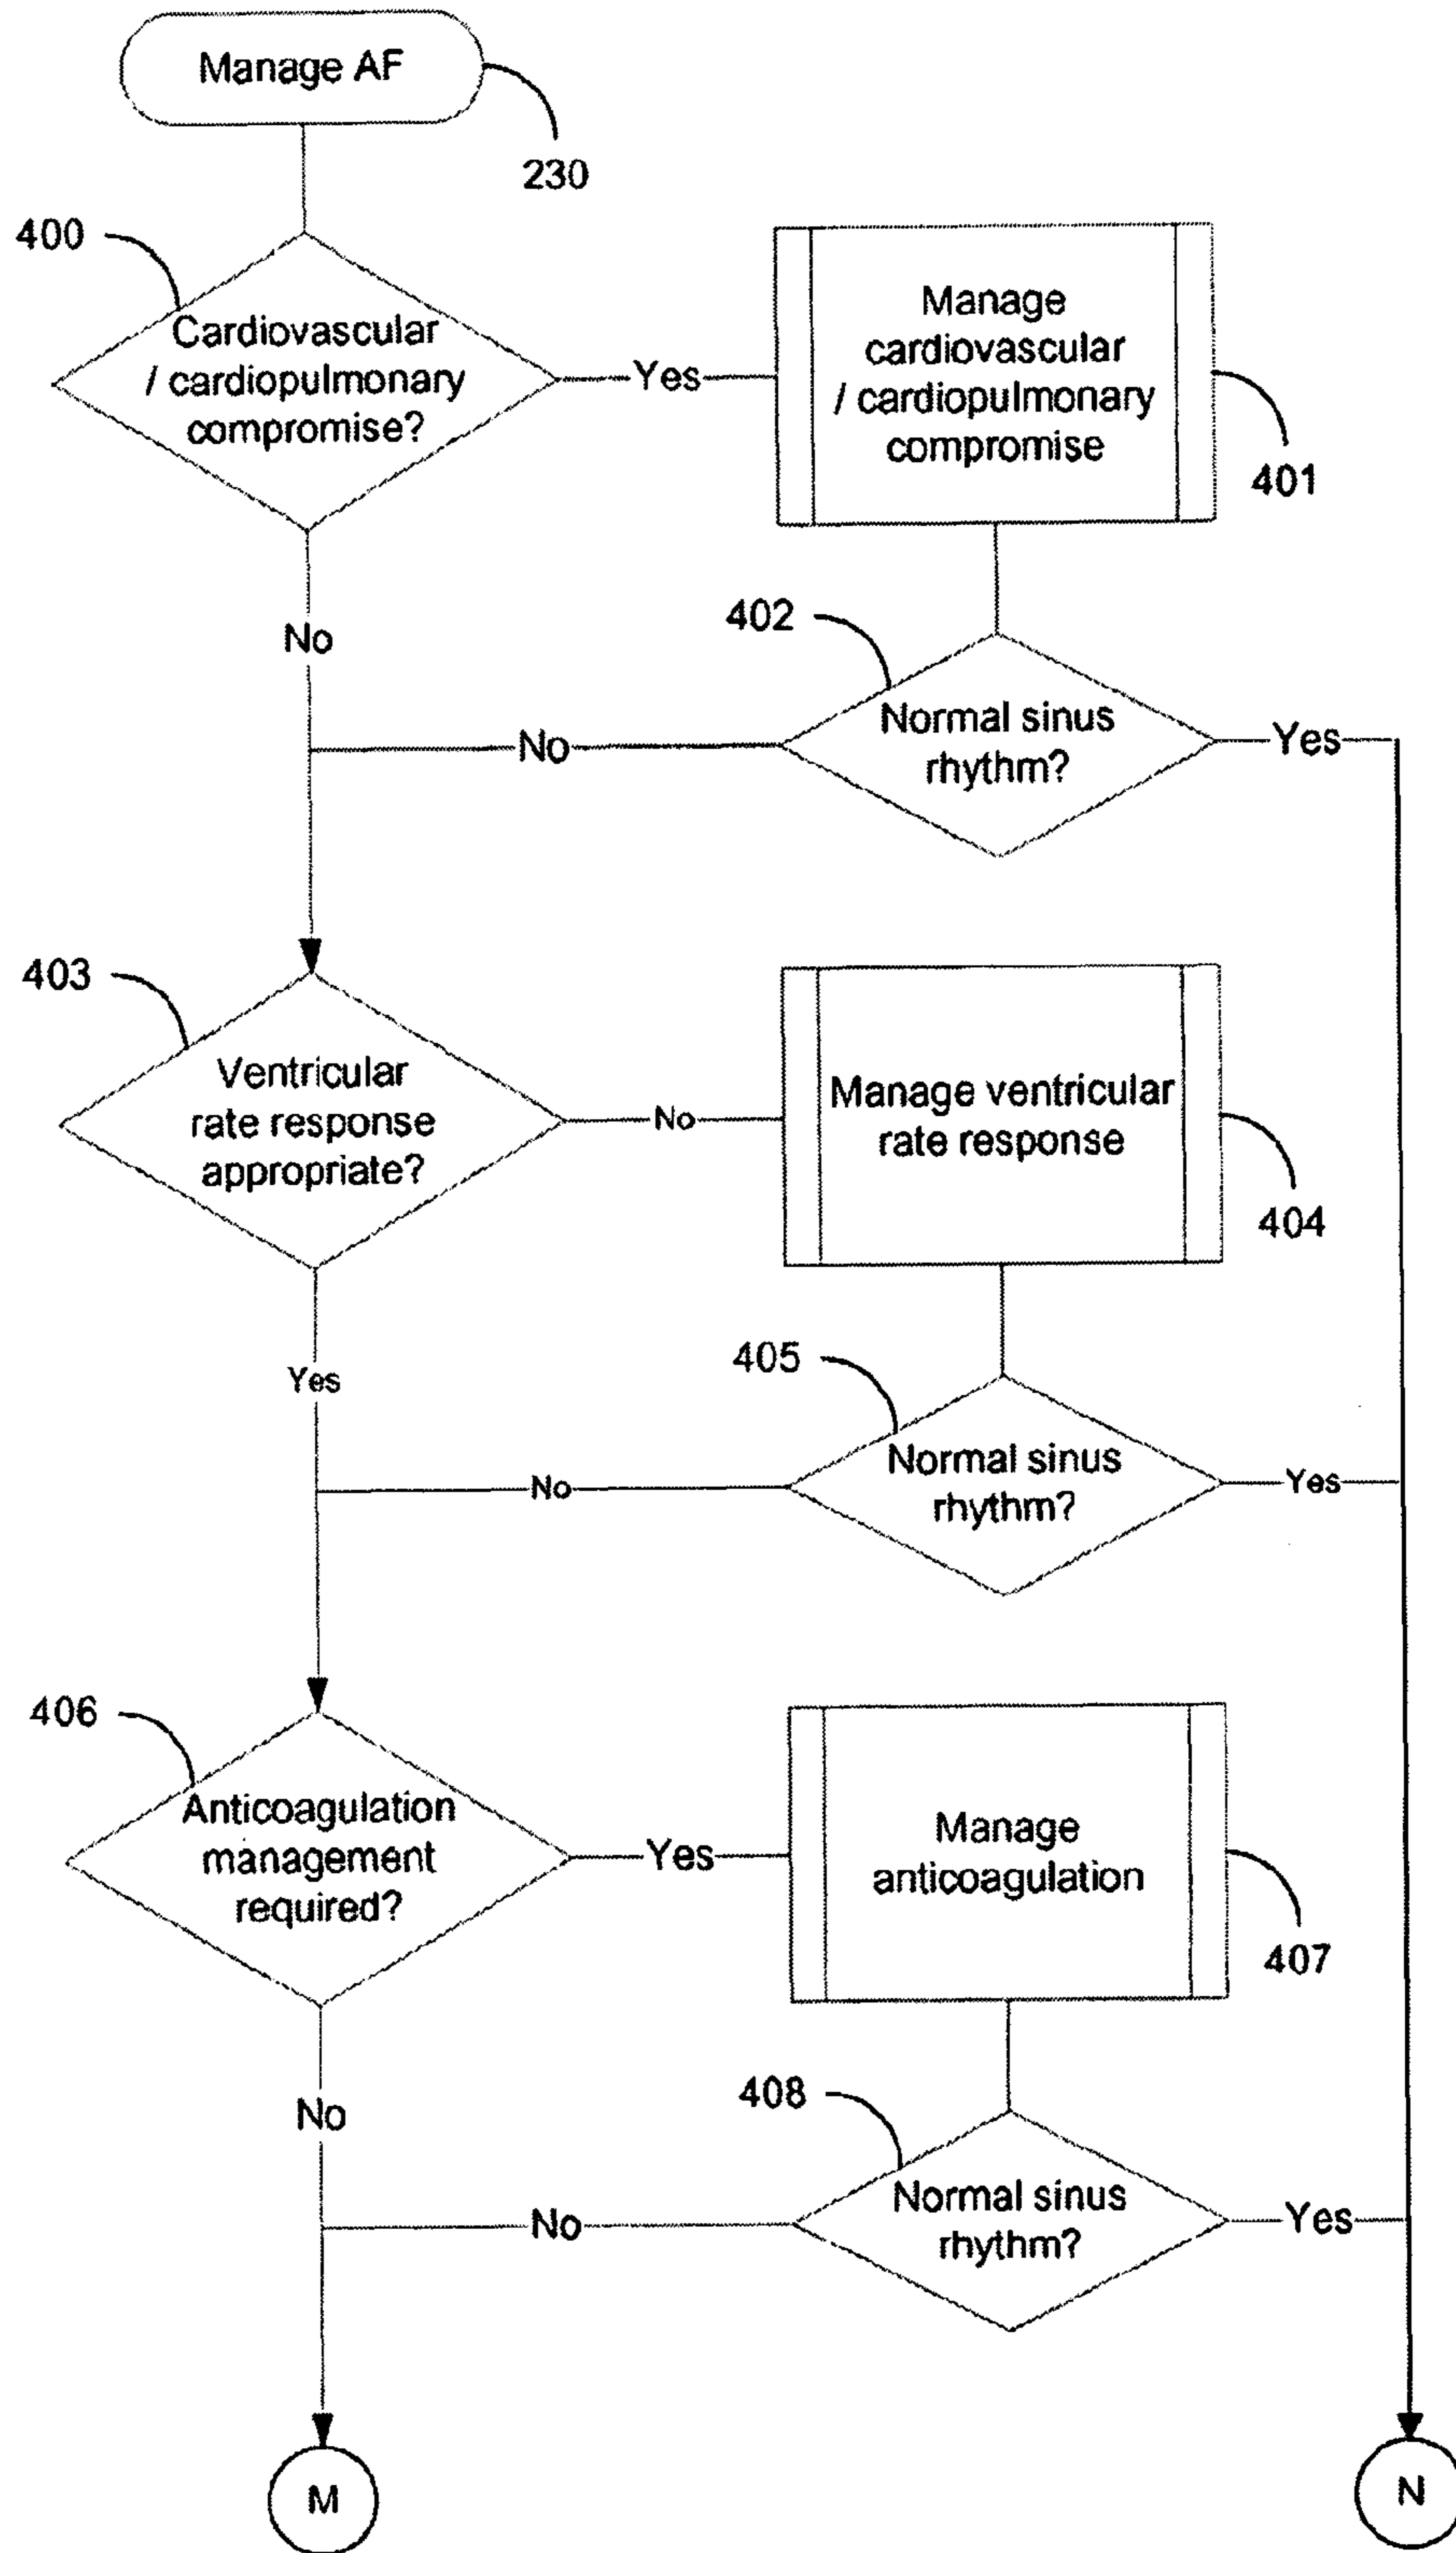 Manage AF
230
400
Cardiovascular
/ cardiopulmonary
compromise?
Yes
Manage
cardiovascular
/ cardiopulmonary
compromise
401
No
402
Normal sinus
rhythm?
No
Yes
403
Ventricular
rate response
appropriate?
No
Manage ventricular
rate response
404
Yes
405
Normal sinus
rhythm?
No
Yes
406
Anticoagulation
management
required?
Yes
Manage
anticoagulation
407
No
408
Normal sinus
rhythm?
No
Yes
M
N